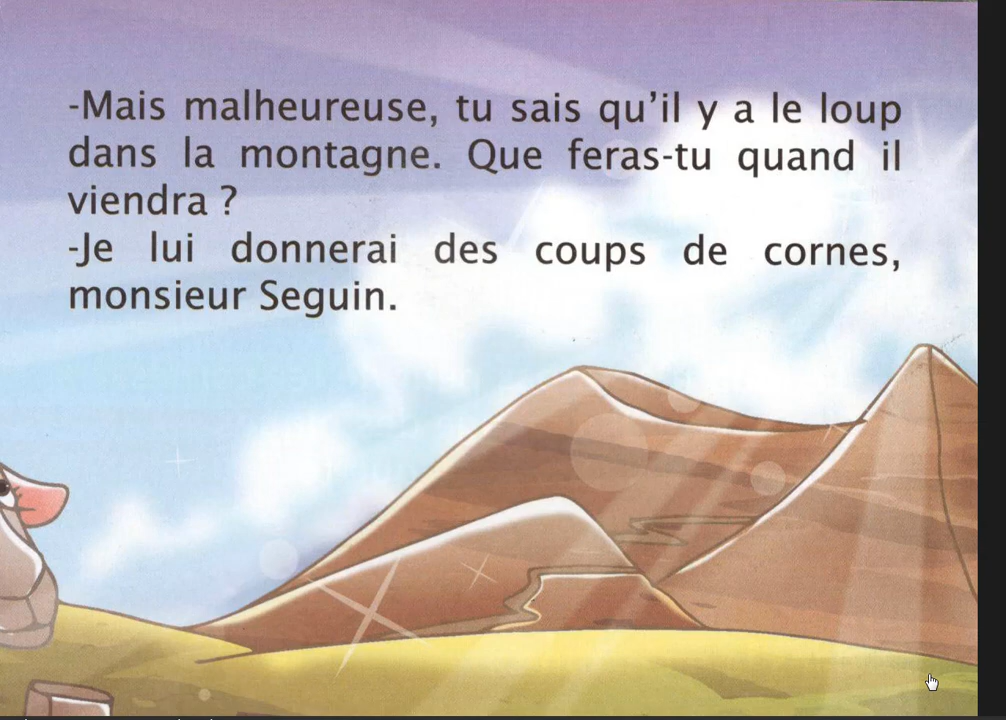 -Mais malheureuse, tu sais qu'il y a le loup
dans la montagne. Que feras-tu quand il
viendra ?
-Je lui donnerai des coups de cornes,
monsieur Seguin.